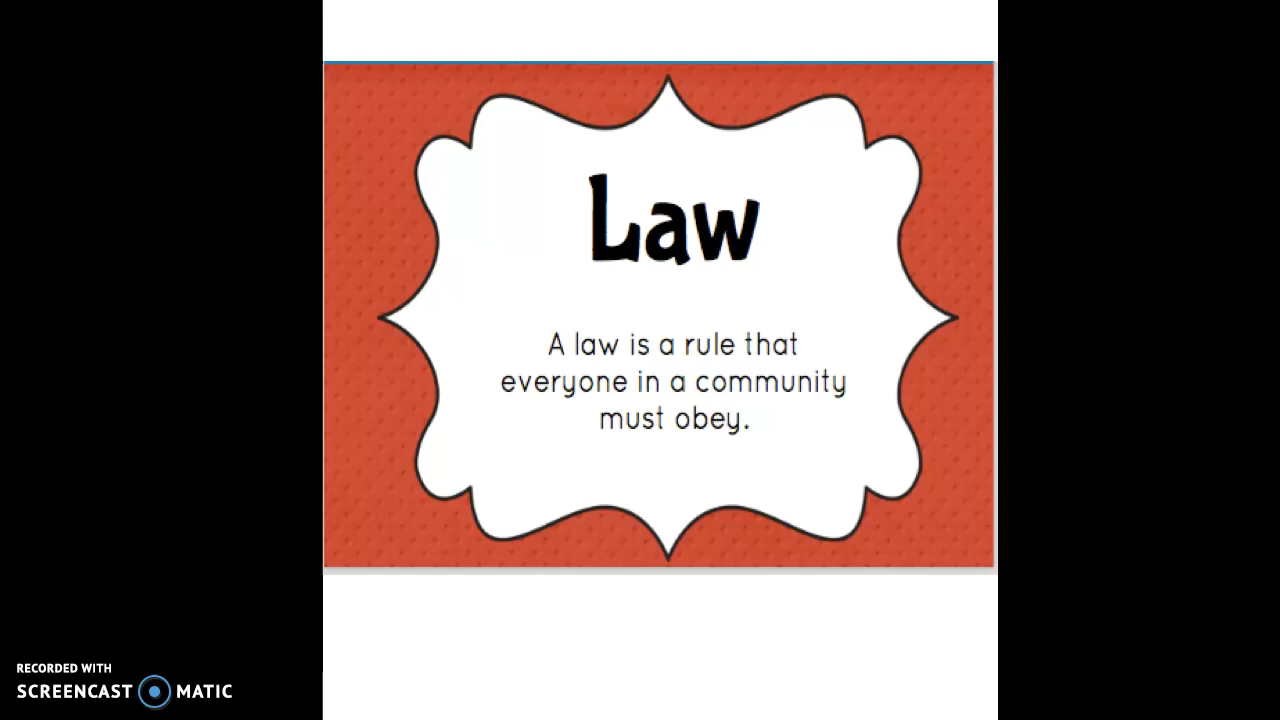 Law
A law is a rule that
everyone in a community
must obey.
RECORDED WITH
SCREENCAST MATIC